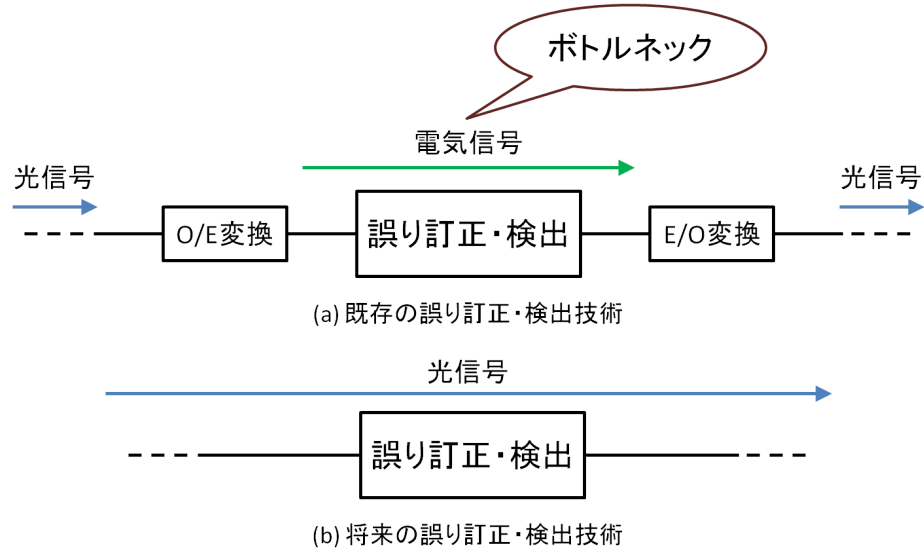 ボトルネック
電気信号
光信号
光信号
O/E変換
誤り訂正・検出
E/O変換
(a) 既存の誤り訂正・検出技術
光信号
誤り訂正・検出
(b) 将来の誤り訂正・検出技術